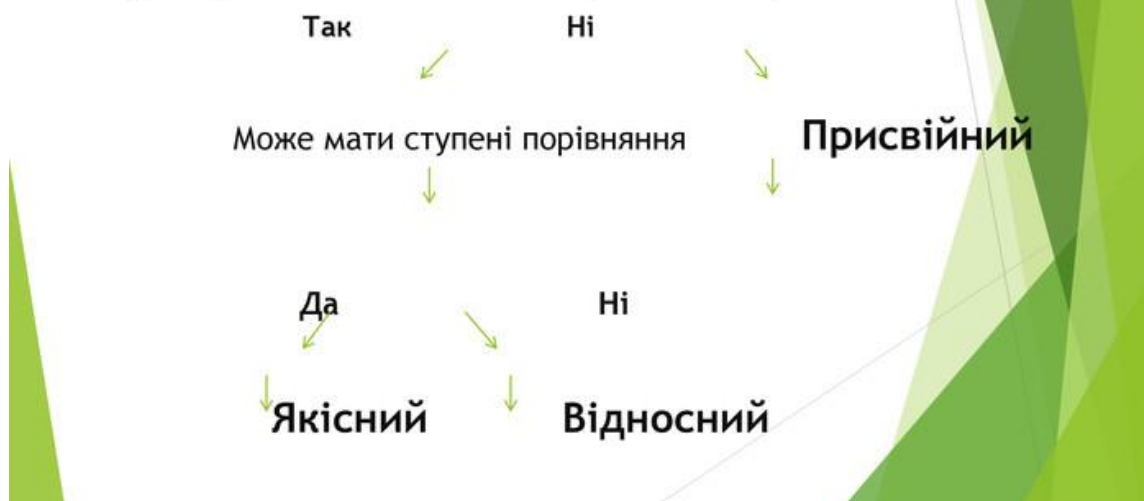 Так Ні
Може мати ступені порівняння Присвійний
Да Ні
Якісний Відносний